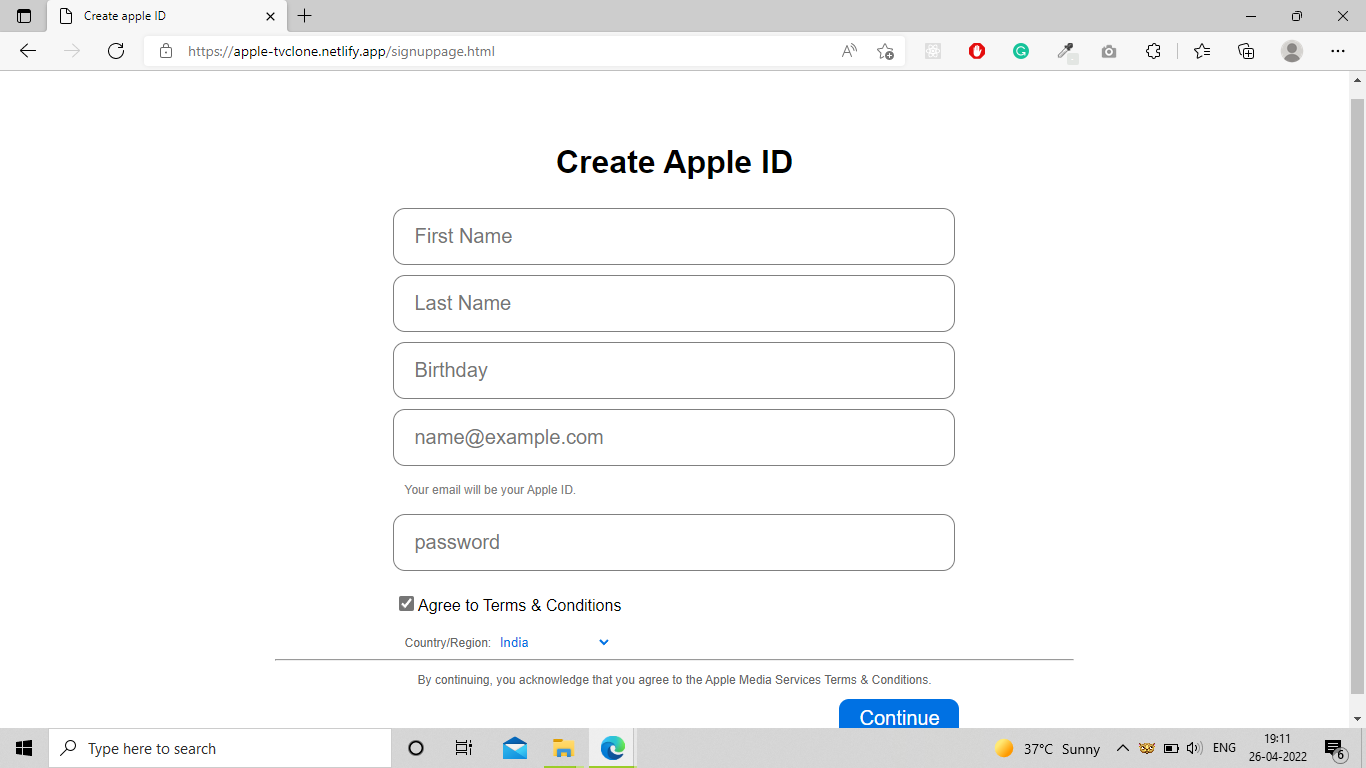 Create apple ID
https://apple-tvclone.netlify.app/signuppage.html
Create Apple ID
First Name
Last Name
Birthday
name@example.com
Your email will be your Apple ID.
password
Agree to Terms & Conditions
Country/Region: India
By continuing, you acknowledge that you agree to the Apple Media Services Terms & Conditions.
Continue
Type here to search
37°C Sunny
ENG
19:11
26-04-2022
6